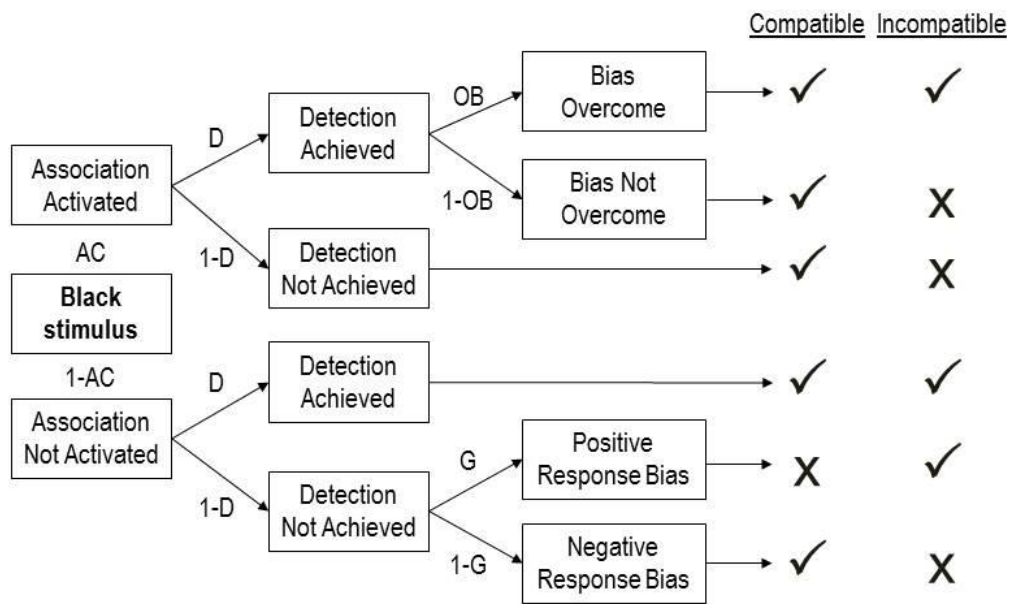 Compatible Incompatible
OB
Bias
Overcome
D
Detection
Achieved
Association
Activated
1-OB
Bias Not
Overcome
AC
1-D
Detection
Not Achieved
Black
stimulus
1-AC
D
Detection
Achieved
Association
Not Activated
G
Positive
Response Bias
1-D
Detection
Not Achieved
1-G
Negative
Response Bias